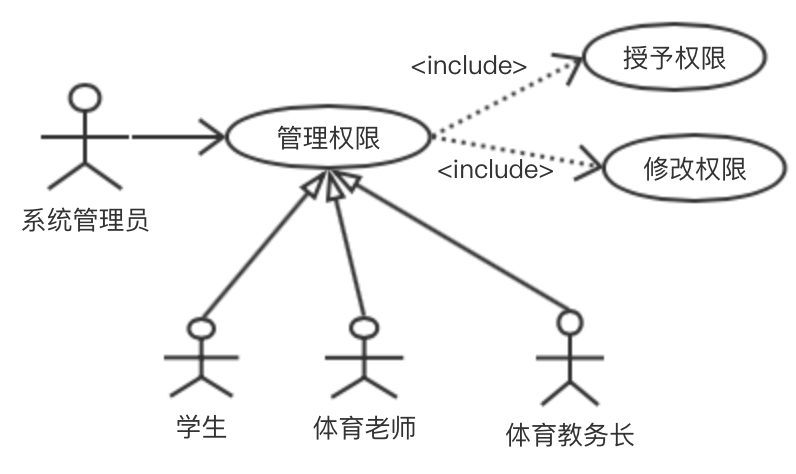 <include>
授予权限
管理权限
<include>
修改权限
系统管理员
学生
体育老师
体育教务长